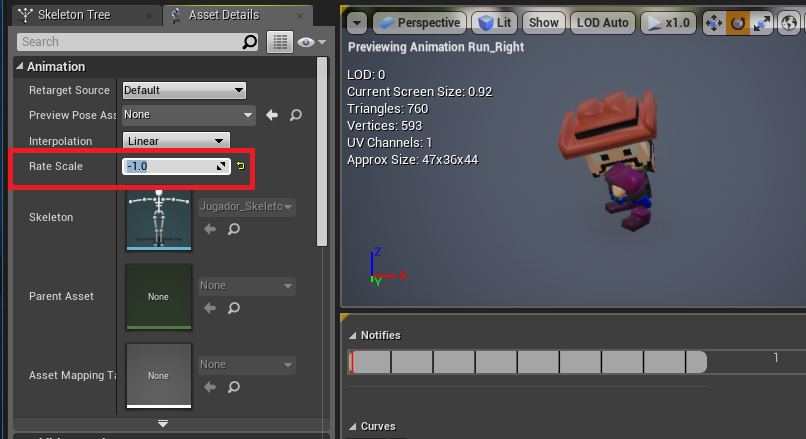 Skeleton Tree
Asset Details
Search
Animation
Retarget Source
Default
Preview Pose Ass
None
Interpolation
Linear
Rate Scale
-1.0
Skeleton
Jugador_Skeleto
Parent Asset
None
None
Asset Mapping Ta
None
None
Perspective
Lit
Show
LOD Auto
x1.0
Previewing Animation Run_Right
LOD: 0
Current Screen Size: 0.92
Triangles: 760
Vertices: 593
UV Channels: 1
Approx Size: 47x36x44
Z
X
Y
Notifies
1
Curves